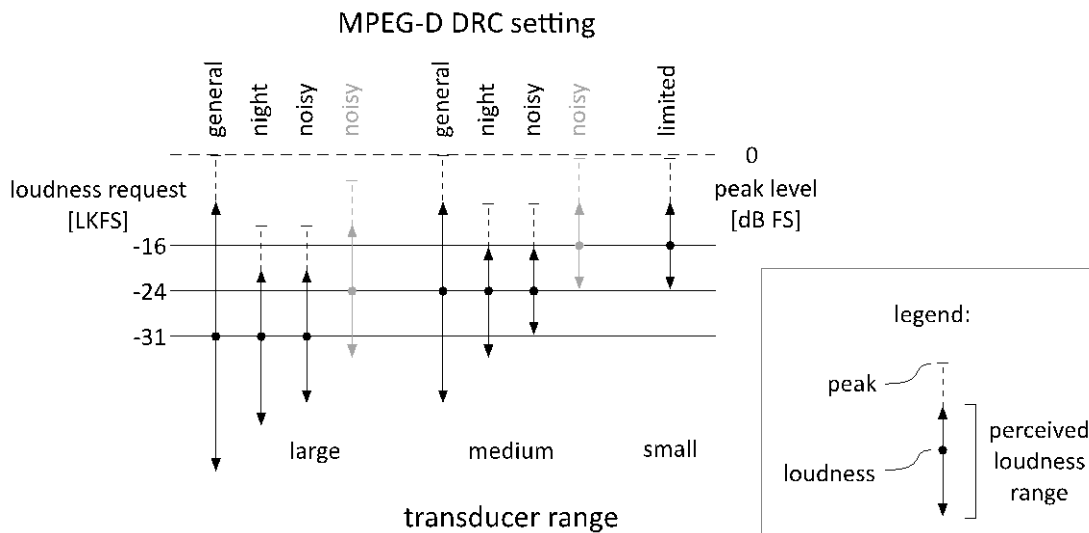 MPEG-D DRC setting
general
night
noisy
noisy
general
night
noisy
noisy
limited
0
loudness request
[LKFS]
peak level
[dB FS]
-16
-24
-31
large
medium
small
transducer range
legend:
peak
loudness
perceived
loudness
range